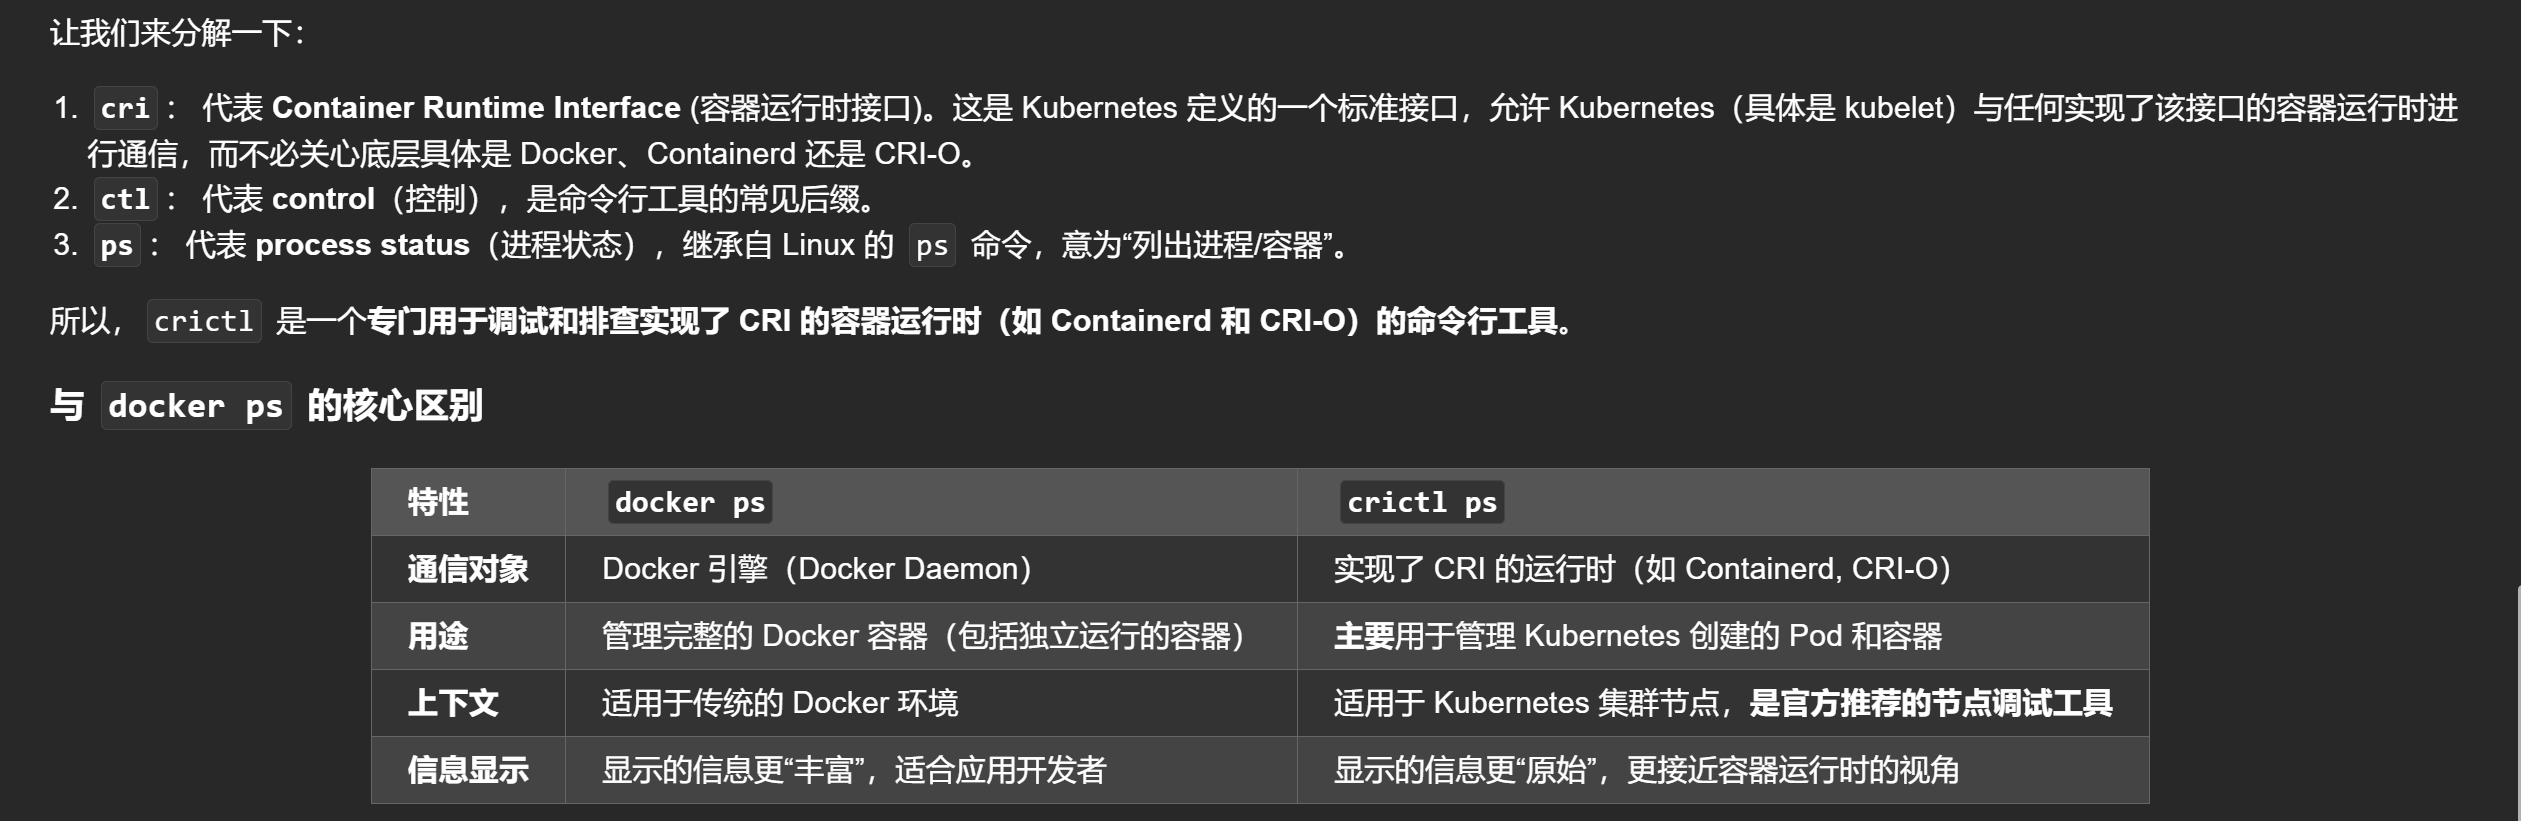 让我们来分解一下：
1. cri ： 代表 Container Runtime Interface (容器运行时接口)。这是 Kubernetes 定义的一个标准接口，允许 Kubernetes（具体是 kubelet）与任何实现了该接口的容器运行时进
行通信，而不必关心底层具体是 Docker、Containerd 还是 CRI-O。
2. ctl ： 代表 control（控制），是命令行工具的常见后缀。
3. ps ： 代表 process status（进程状态），继承自 Linux 的 ps 命令，意为“列出进程/容器”。
所以， crictl 是一个专门用于调试和排查实现了 CRI 的容器运行时（如 Containerd 和 CRI-O）的命令行工具。
与 docker ps 的核心区别
特性 docker ps crictl ps
通信对象 Docker 引擎（Docker Daemon） 实现了 CRI 的运行时（如 Containerd, CRI-O）
用途 管理完整的 Docker 容器（包括独立运行的容器） 主要用于管理 Kubernetes 创建的 Pod 和容器
上下文 适用于传统的 Docker 环境 适用于 Kubernetes 集群节点，是官方推荐的节点调试工具
信息显示 显示的信息更“丰富”，适合应用开发者 显示的信息更“原始”，更接近容器运行时的视角